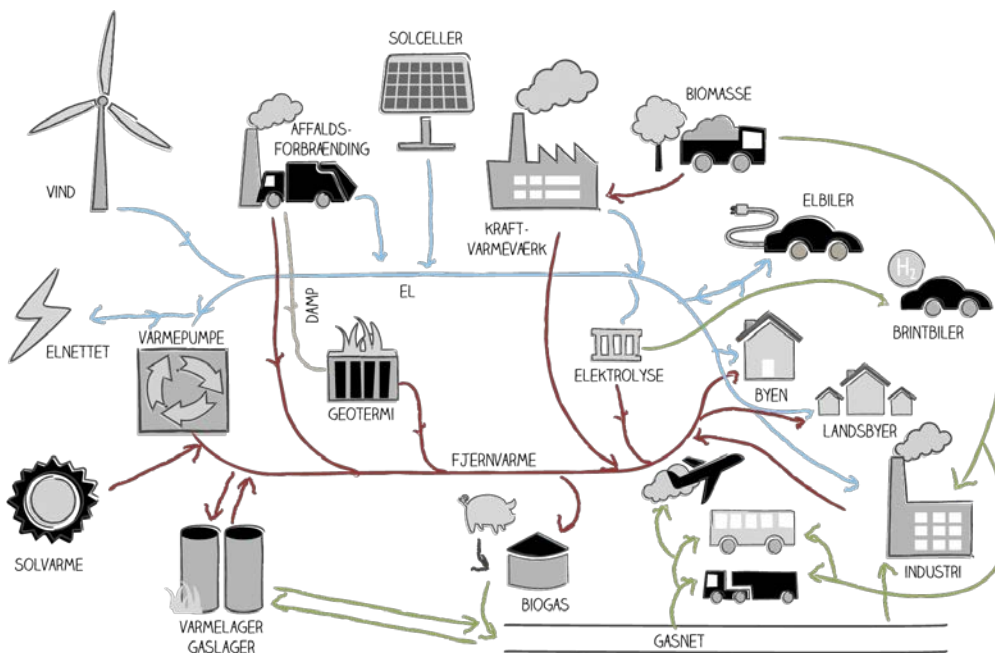 SOLCELLER
BIOMASSE
AFFALDS-
FORBRÆNDING
VIND
ELBILER
KRAFT-
VARMEVÆRK
H2
EL
DAMP
ELNETTET
VARMEPUMPE
BRINTBILER
ELEKTROLYSE
BYEN
GEOTERMI
LANDSBYER
FJERNVARME
SOLVARME
INDUSTRI
BIOGAS
VARMELAGER
GASLAGER
GASNET